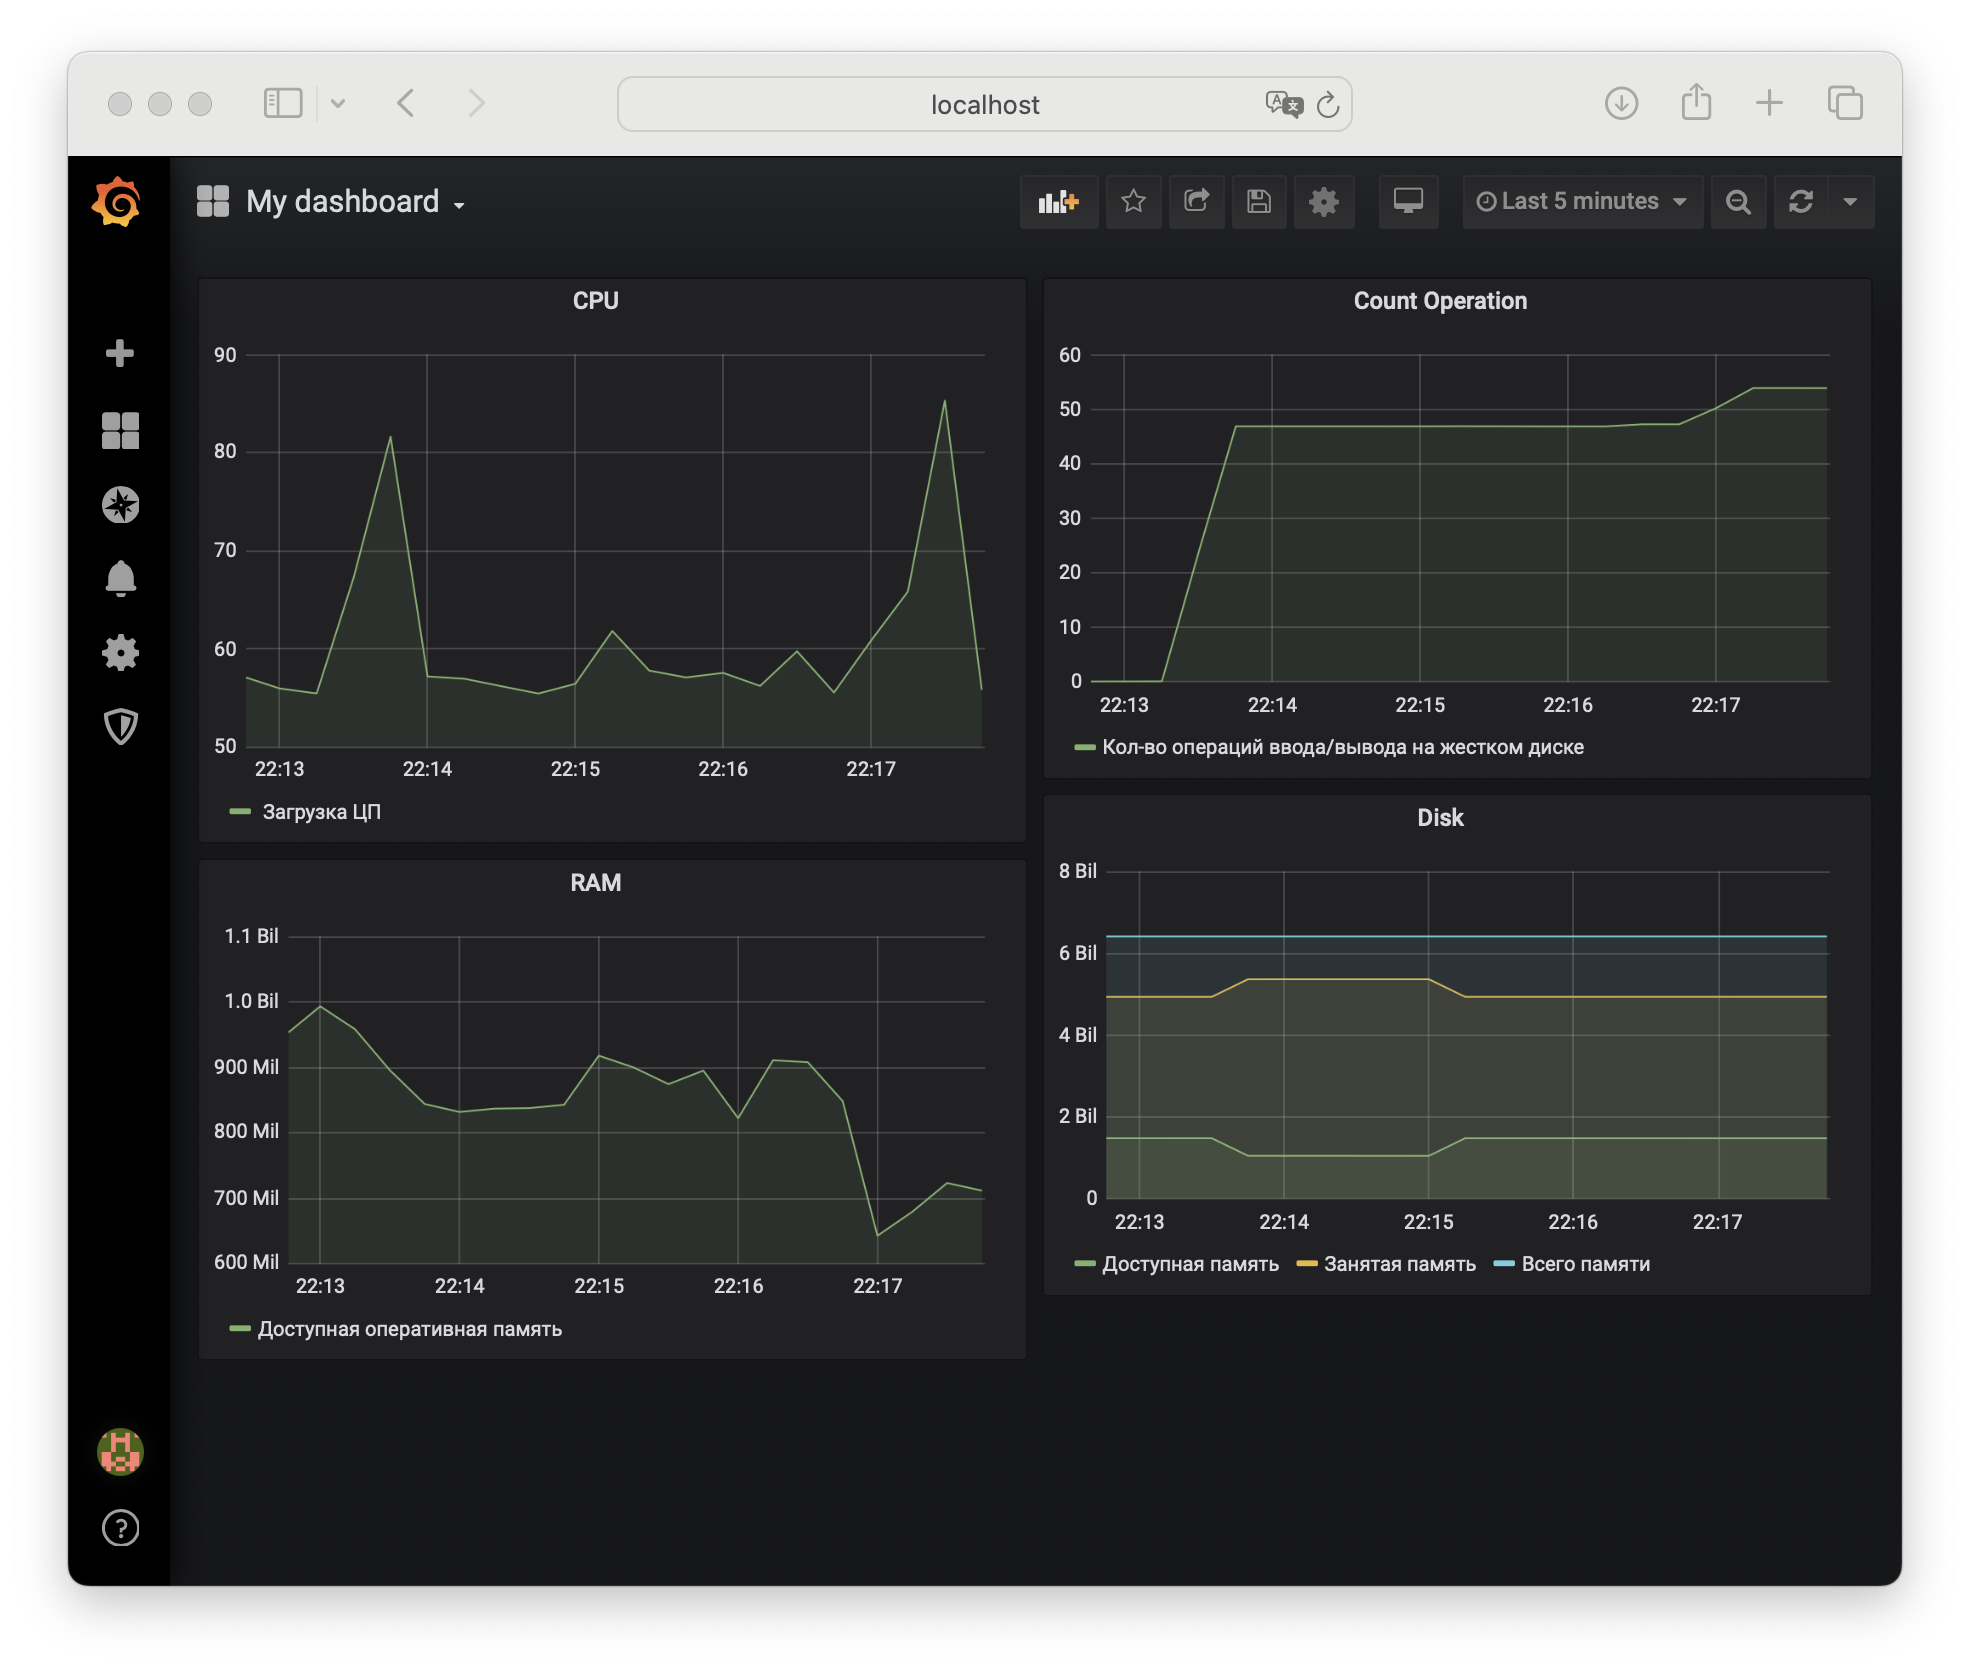 localhost
My dashboard
Last 5 minutes
CPU
90
80
70
60
50
22:13 22:14 22:15 22:16 22:17
Загрузка ЦП
Count Operation
60
50
40
30
20
10
0
22:13 22:14 22:15 22:16 22:17
Кол-во операций ввода/вывода на жестком диске
RAM
1.1 Bil
1.0 Bil
900 Mil
800 Mil
700 Mil
600 Mil
22:13 22:14 22:15 22:16 22:17
Доступная оперативная память
Disk
8 Bil
6 Bil
4 Bil
2 Bil
0
22:13 22:14 22:15 22:16 22:17
Доступная память Занятая память Всего памяти